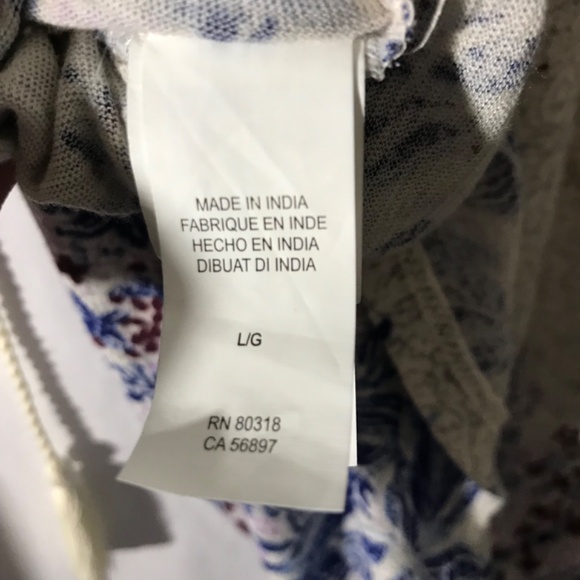 MADE IN INDIA
FABRIQUE EN INDE
HECHO EN INDIA
DIBUAT DI INDIA
L/G
RN 80318
CA 56897